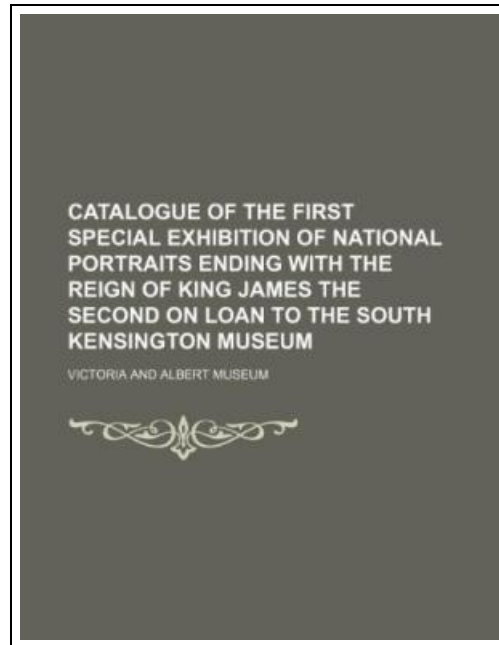 CATALOGUE OF THE FIRST
SPECIAL EXHIBITION OF NATIONAL
PORTRAITS ENDING WITH THE
REIGN OF KING JAMES THE
SECOND ON LOAN TO THE SOUTH
KENSINGTON MUSEUM
VICTORIA AND ALBERT MUSEUM